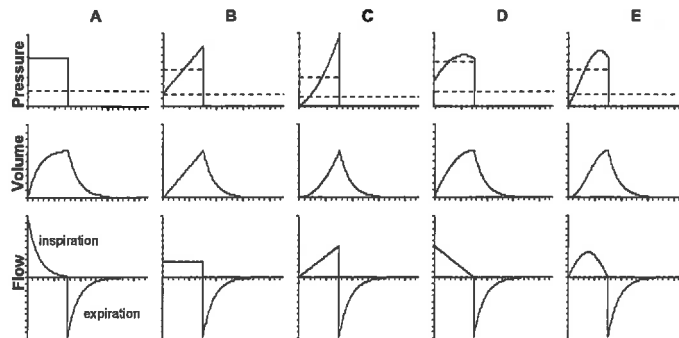 A B C D E
Pressure
Volume
Flow
inspiration
expiration